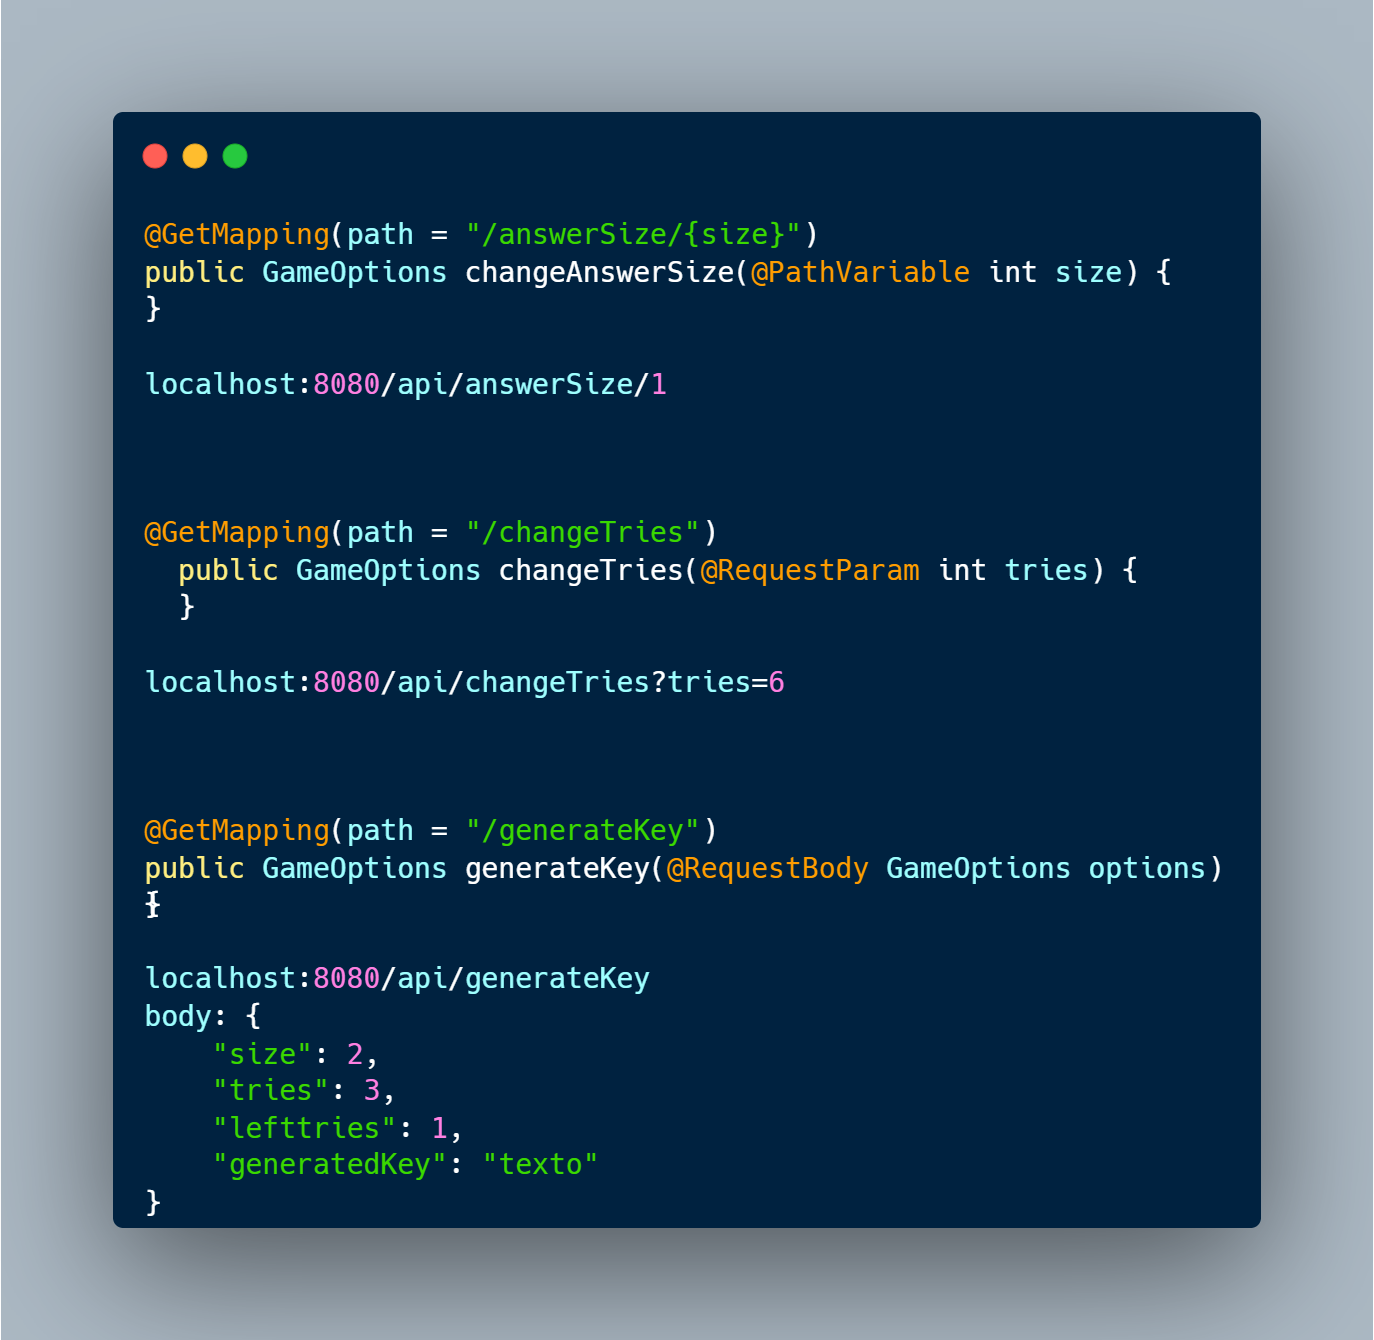 @GetMapping(path = "/answerSize/{size}")
public GameOptions changeAnswerSize(@PathVariable int size) {
}
localhost:8080/api/answerSize/1
@GetMapping(path = "/changeTries")
public GameOptions changeTries(@RequestParam int tries) {
}
localhost:8080/api/changeTries?tries=6
@GetMapping(path = "/generateKey")
public GameOptions generateKey(@RequestBody GameOptions options)
{
}
localhost:8080/api/generateKey
body: {
"size": 2,
"tries": 3,
"lefttries": 1,
"generatedKey": "texto"
}